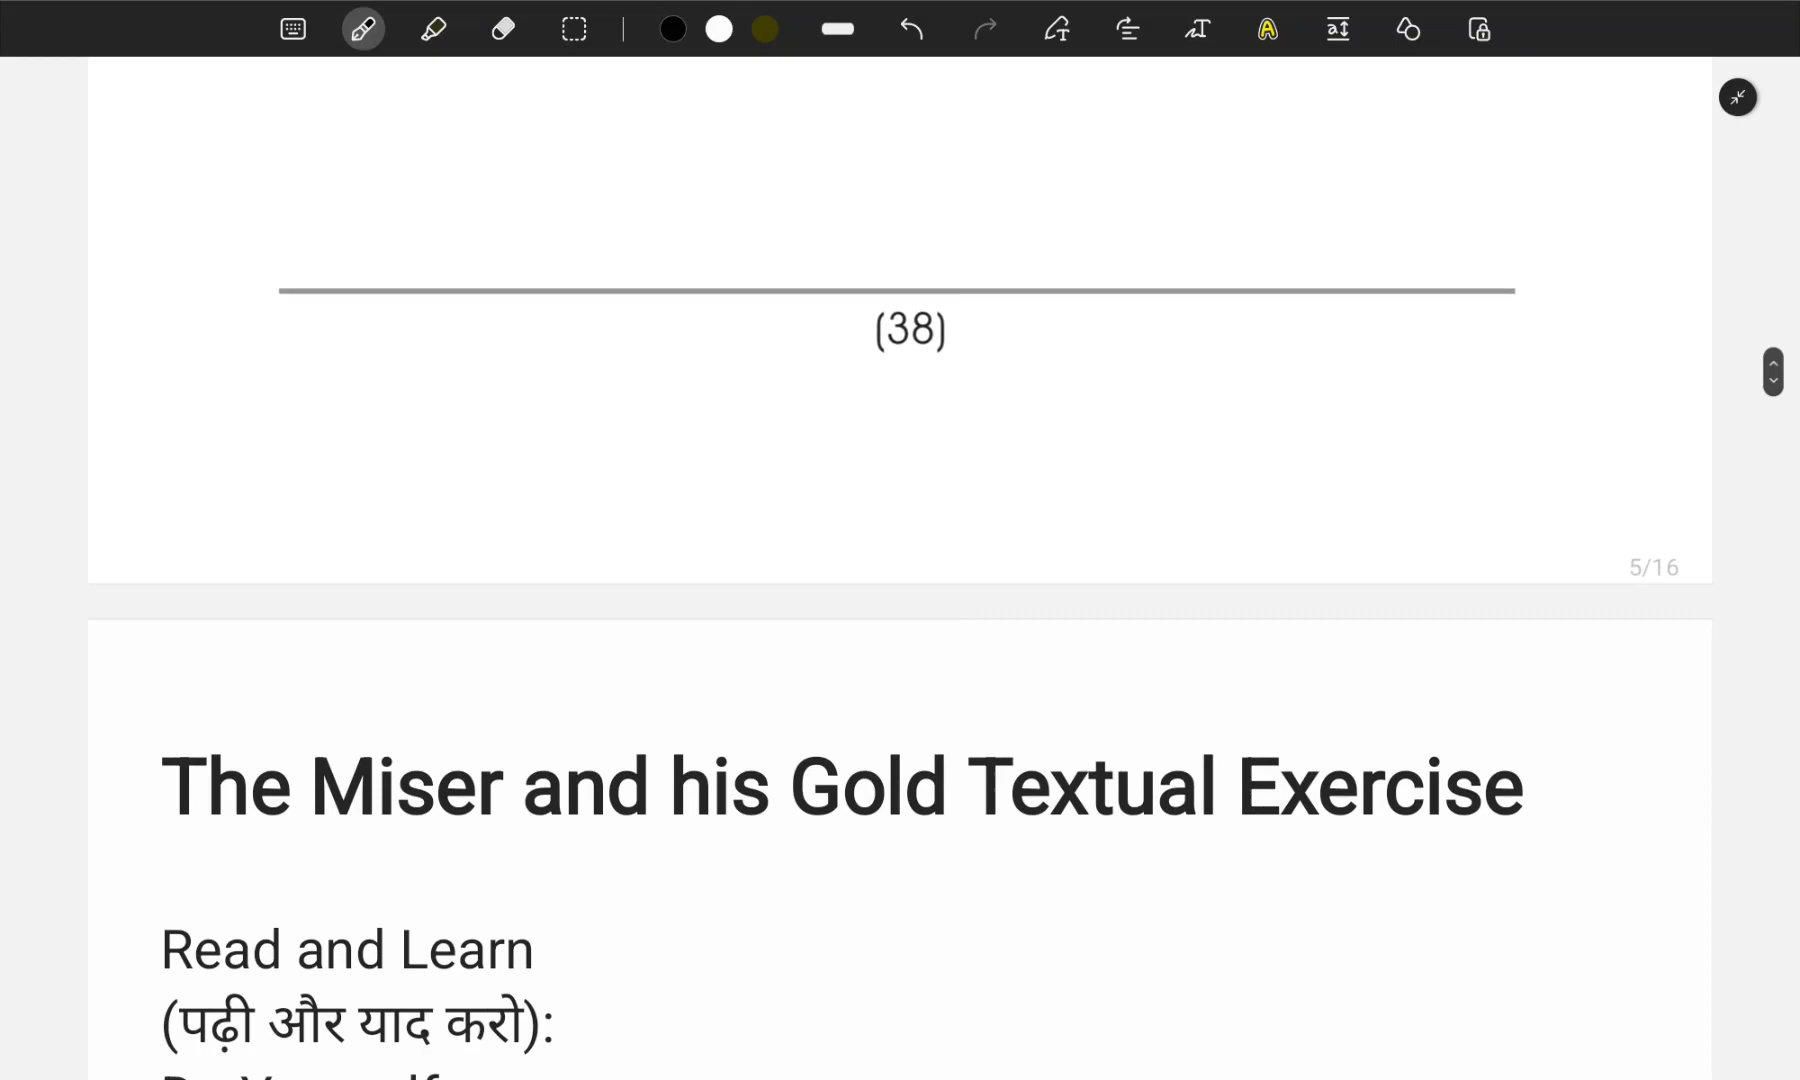 (38)
5/16
The Miser and his Gold Textual Exercise
Read and Learn
(पढ़ी और याद करो):